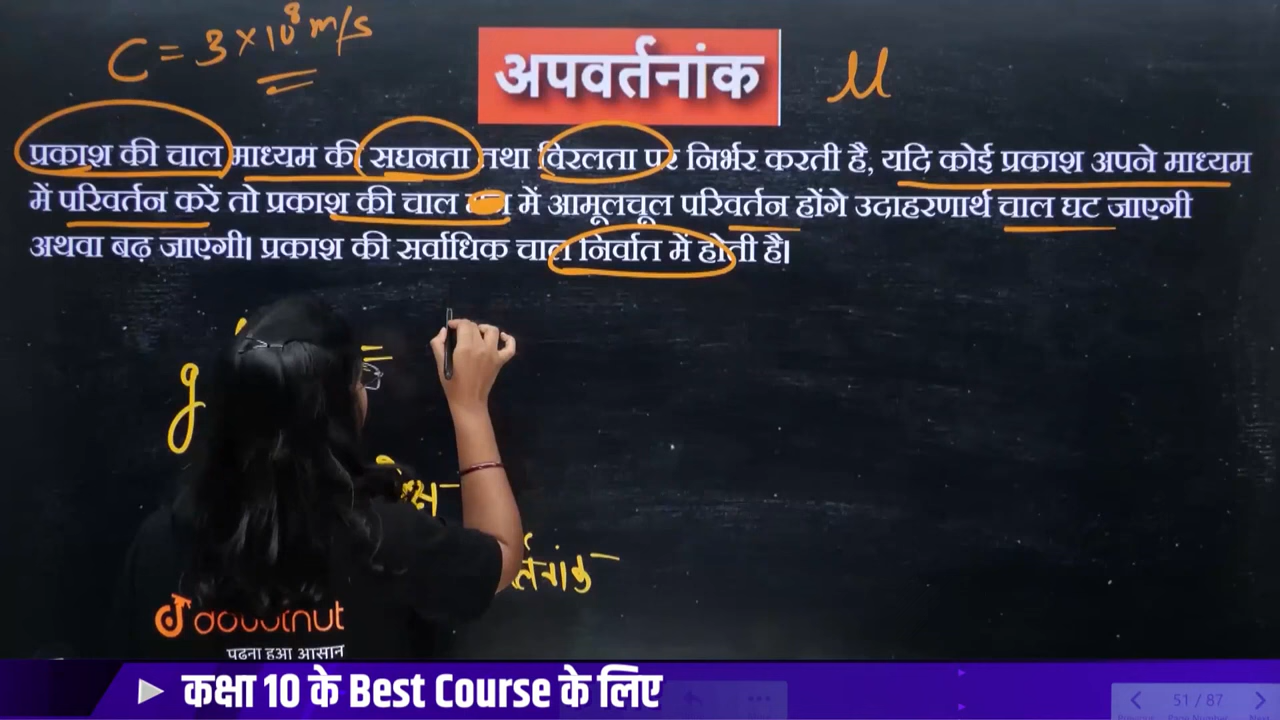 C = 3 × 10⁸ m/s
अपवर्तनांक
μ
प्रकाश की चाल माध्यम की सघनता तथा विरलता पर निर्भर करती है, यदि कोई प्रकाश अपने माध्यम
में परिवर्तन करें तो प्रकाश की चाल में आमूलचूल परिवर्तन होंगे उदाहरणार्थ चाल घट जाएगी
अथवा बढ़ जाएगी। प्रकाश की सर्वाधिक चाल निर्वात में होती है।
g
doubtnut
पढ़ना हुआ आसान
कक्षा 10 के Best Course के लिए
51 / 87